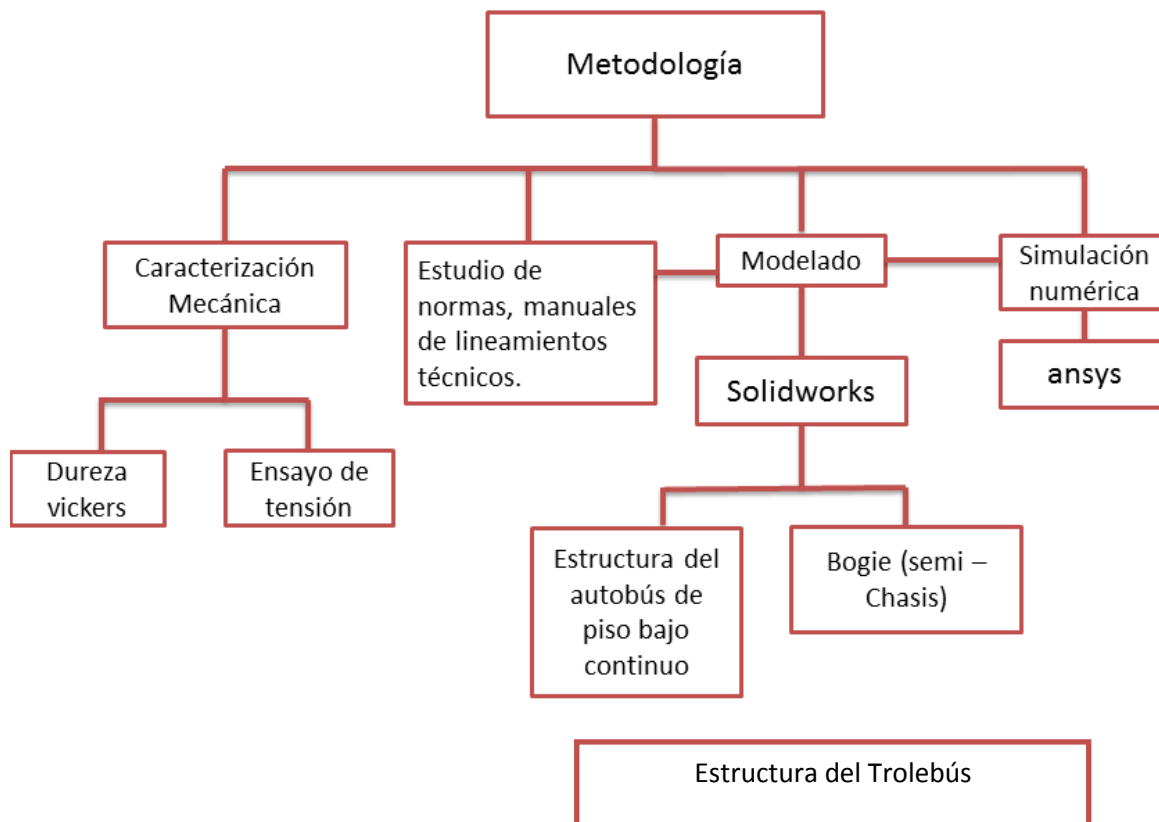 Metodología
Caracterización
Mecánica
Estudio de
normas, manuales
de lineamientos
técnicos.
Modelado
Simulación
numérica
Solidworks
ansys
Dureza
vickers
Ensayo de
tensión
Estructura del
autobús de
piso bajo
continuo
Bogie (semi –
Chasis)
Estructura del Trolebús